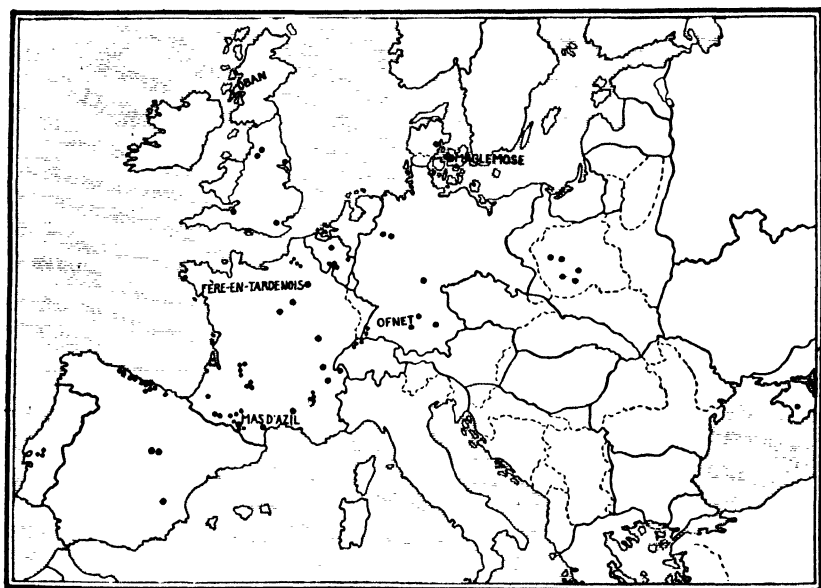 OBAN
MAGLEMOSE
FÈRE-EN-TARDENOIS
OFNET
MAS D'AZIL